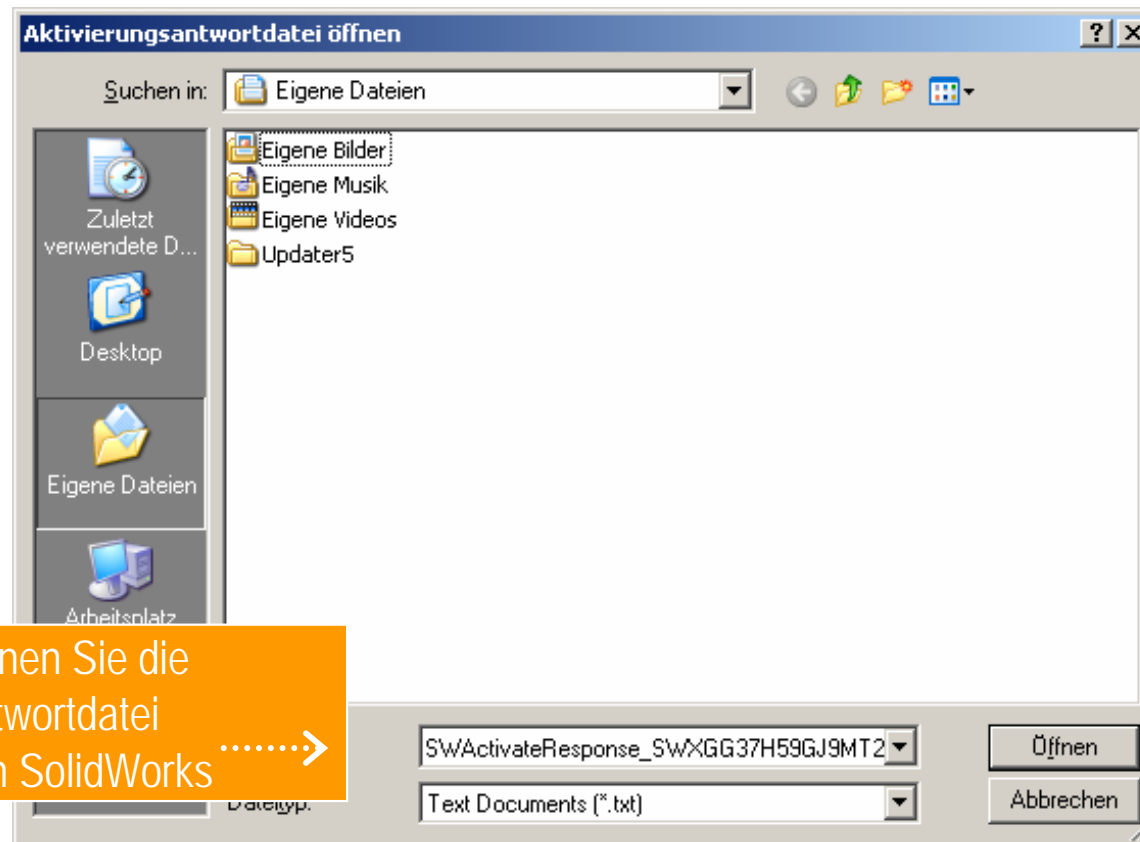 Aktivierungsantwortdatei öffnen
Suchen in:
Eigene Dateien
Zuletzt
verwendete D...
Desktop
Eigene Dateien
Arbeitsplatz
Eigene Bilder
Eigene Musik
Eigene Videos
Updater5
nen Sie die
twortdatei
n SolidWorks
SWActivateResponse_SWXGG37H59GJ9MT2
Öffnen
Dateityp:
Text Documents (*.txt)
Abbrechen